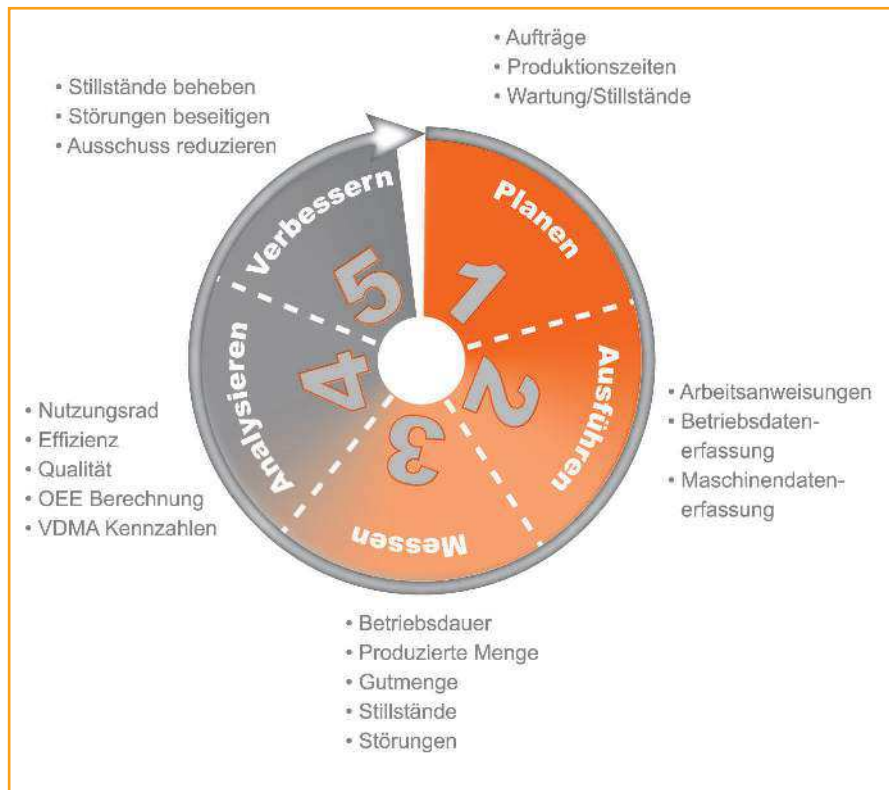 • Aufträge
• Produktionszeiten
• Wartung/Stillstände
• Stillstände beheben
• Störungen beseitigen
• Ausschuss reduzieren
Planen
1
Ausführen
2
Messen
3
Analysieren
4
Verbessern
5
• Arbeitsanweisungen
• Betriebsdaten-
erfassung
• Maschinendaten-
erfassung
• Betriebsdauer
• Produzierte Menge
• Gutmenge
• Stillstände
• Störungen
• Nutzungsrad
• Effizienz
• Qualität
• OEE Berechnung
• VDMA Kennzahlen